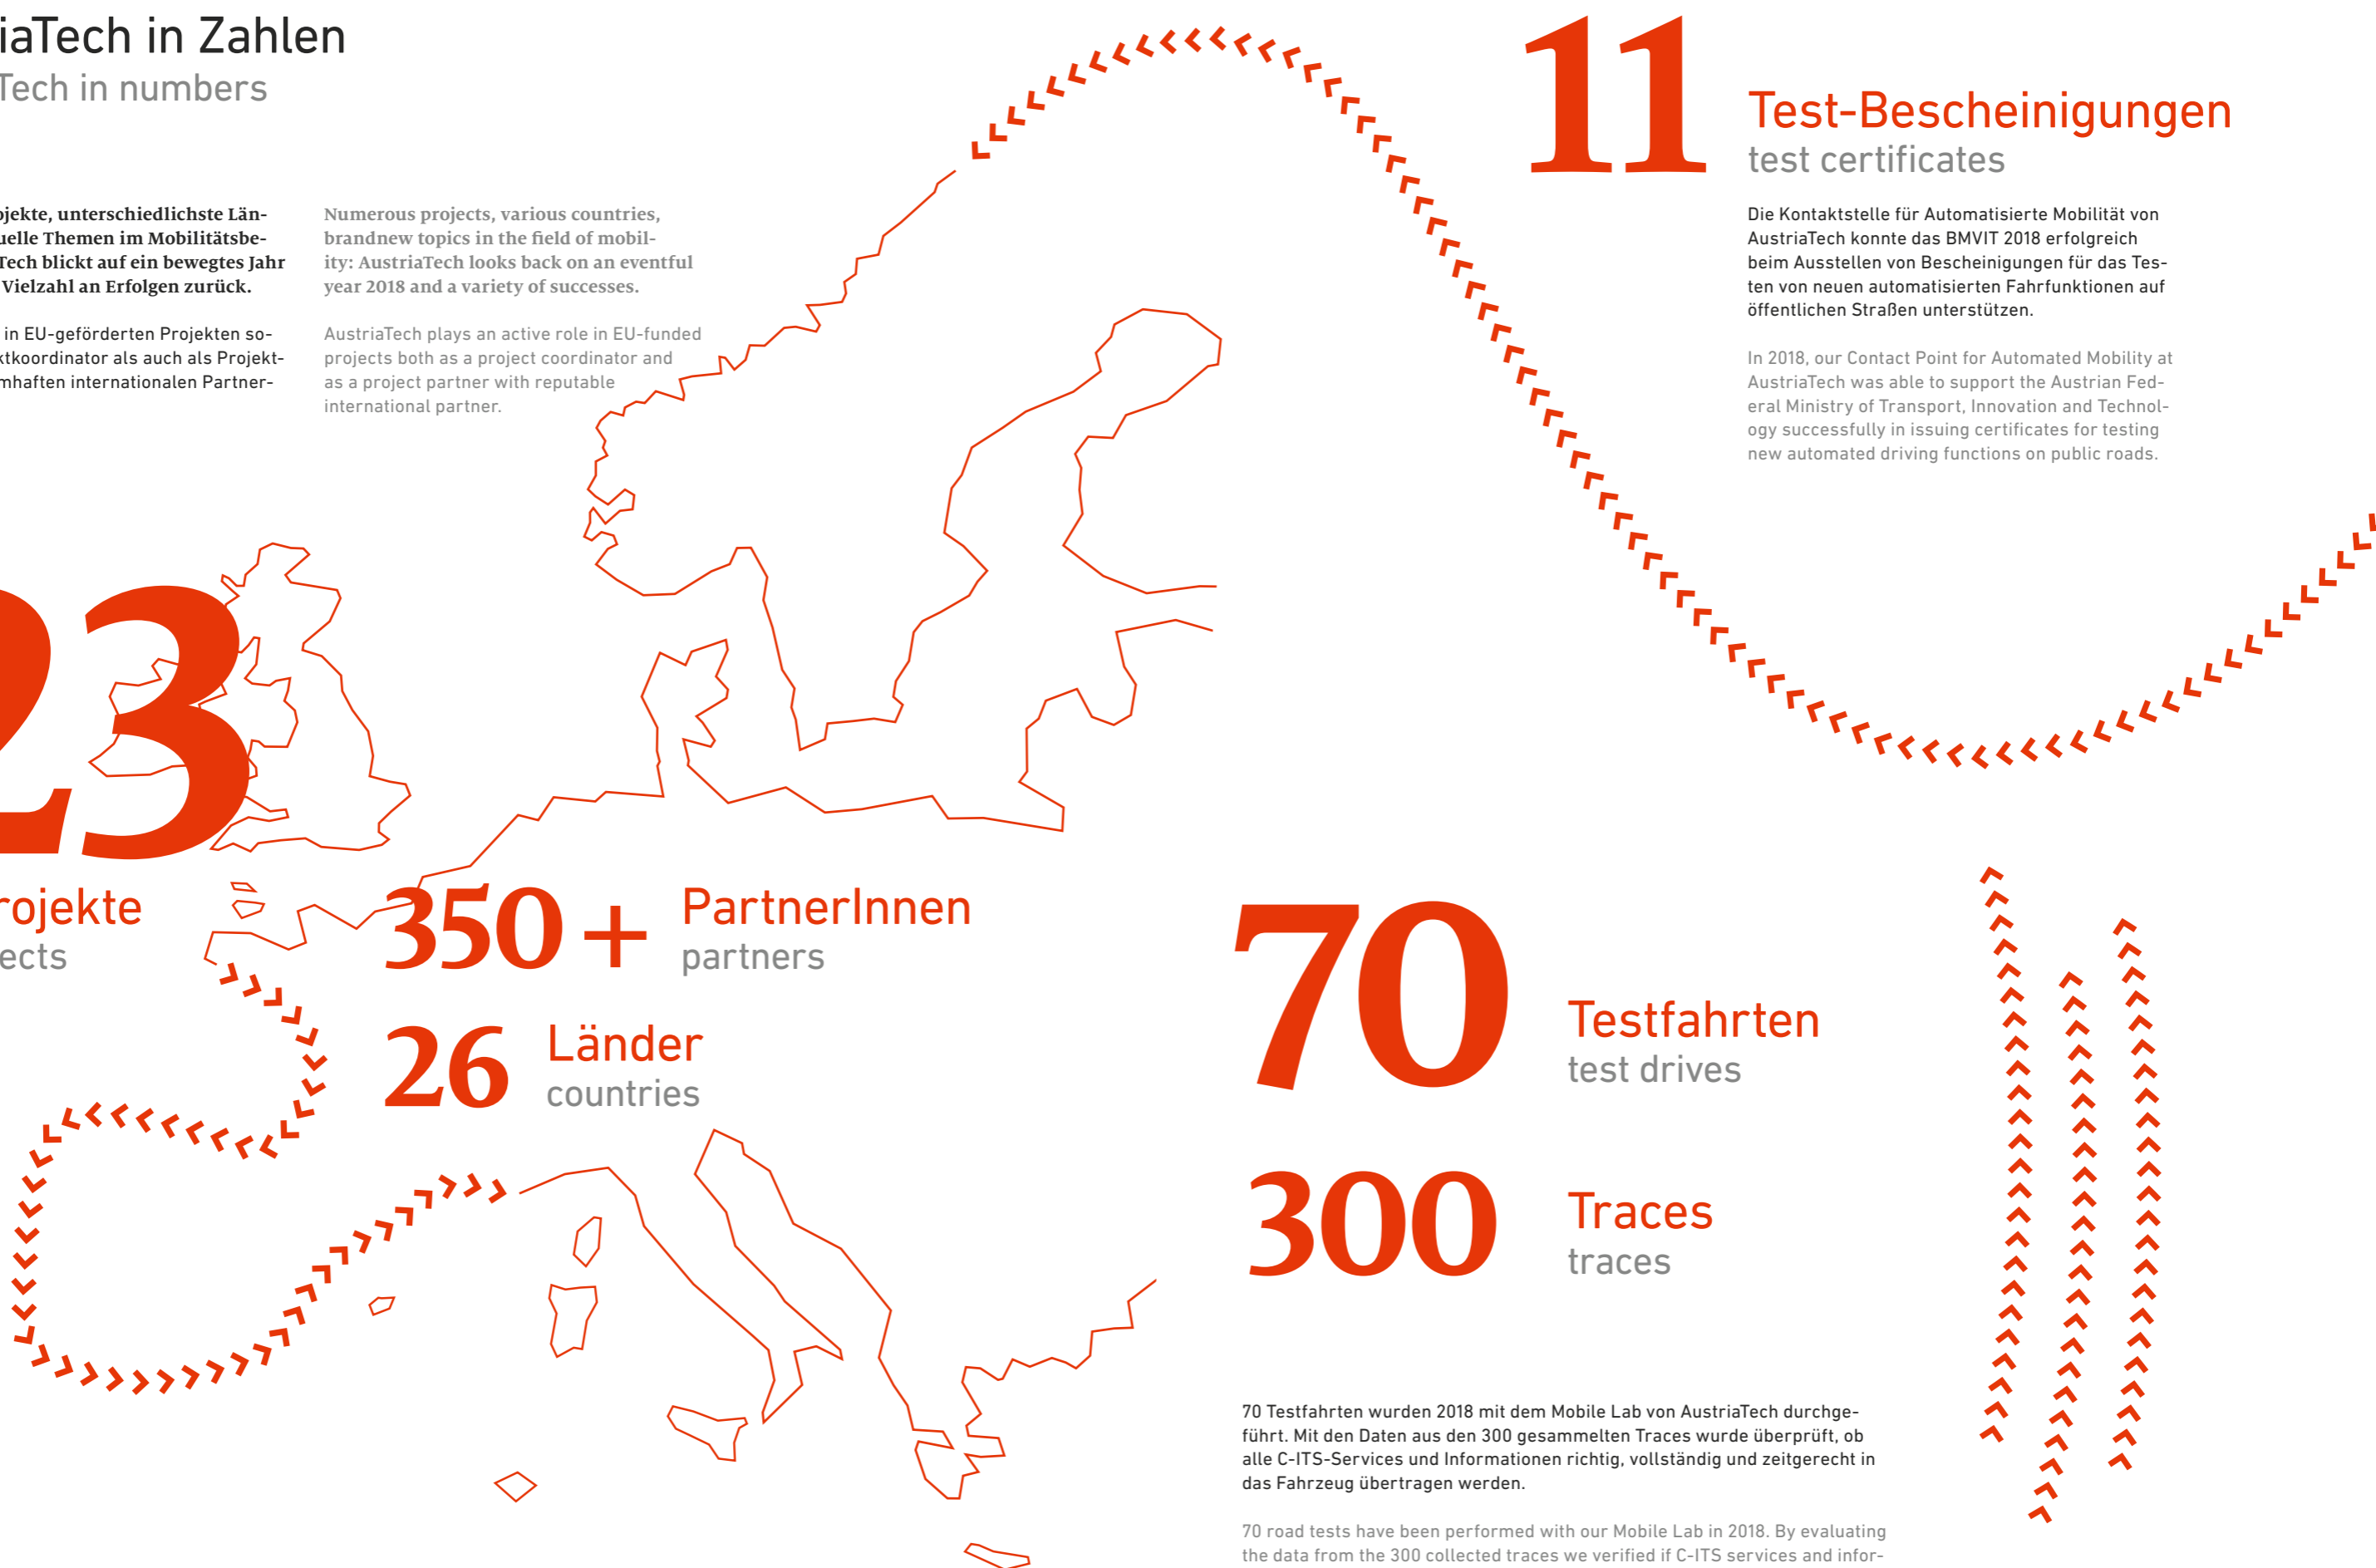 iaTech in Zahlen
Tech in numbers
ojekte, unterschiedlichste Län-
uelle Themen im Mobilitätsbe-
Tech blickt auf ein bewegtes Jahr
Vielzahl an Erfolgen zurück.
in EU-geförderten Projekten so-
ktkoordinator als auch als Projekt-
mhaften internationalen Partner-
Numerous projects, various countries,
brandnew topics in the field of mobil-
ity: AustriaTech looks back on an eventful
year 2018 and a variety of successes.
AustriaTech plays an active role in EU-funded
projects both as a project coordinator and
as a project partner with reputable
international partner.
11
Test-Bescheinigungen
test certificates
Die Kontaktstelle für Automatisierte Mobilität von
AustriaTech konnte das BMVIT 2018 erfolgreich
beim Ausstellen von Bescheinigungen für das Tes-
ten von neuen automatisierten Fahrfunktionen auf
öffentlichen Straßen unterstützen.
In 2018, our Contact Point for Automated Mobility at
AustriaTech was able to support the Austrian Fed-
eral Ministry of Transport, Innovation and Technol-
ogy successfully in issuing certificates for testing
new automated driving functions on public roads.
23
rojekte
ects
350 + PartnerInnen
partners
26 Länder
countries
70 Testfahrten
test drives
300 Traces
traces
70 Testfahrten wurden 2018 mit dem Mobile Lab von AustriaTech durchge-
führt. Mit den Daten aus den 300 gesammelten Traces wurde überprüft, ob
alle C-ITS-Services und Informationen richtig, vollständig und zeitgerecht in
das Fahrzeug übertragen werden.
70 road tests have been performed with our Mobile Lab in 2018. By evaluating
the data from the 300 collected traces we verified if C-ITS services and infor-